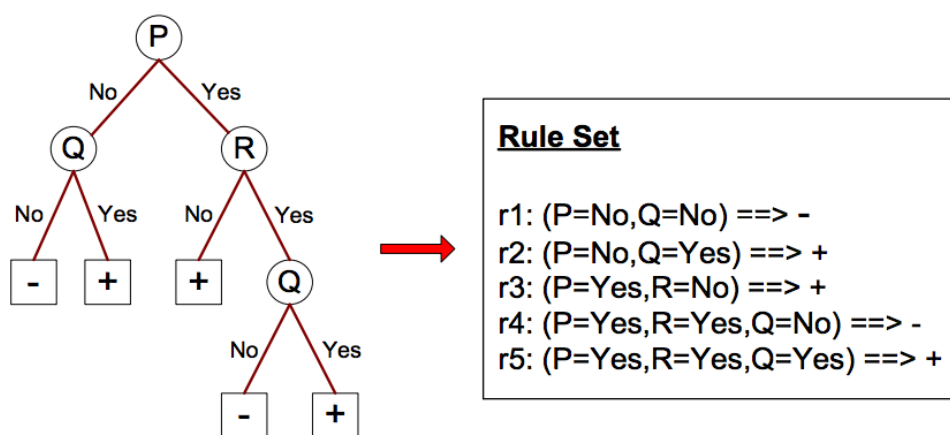 P
No Yes
Q R
No Yes No Yes
- + + Q
No Yes
- +
Rule Set
r1: (P=No,Q=No) ==> -
r2: (P=No,Q=Yes) ==> +
r3: (P=Yes,R=No) ==> +
r4: (P=Yes,R=Yes,Q=No) ==> -
r5: (P=Yes,R=Yes,Q=Yes) ==> +